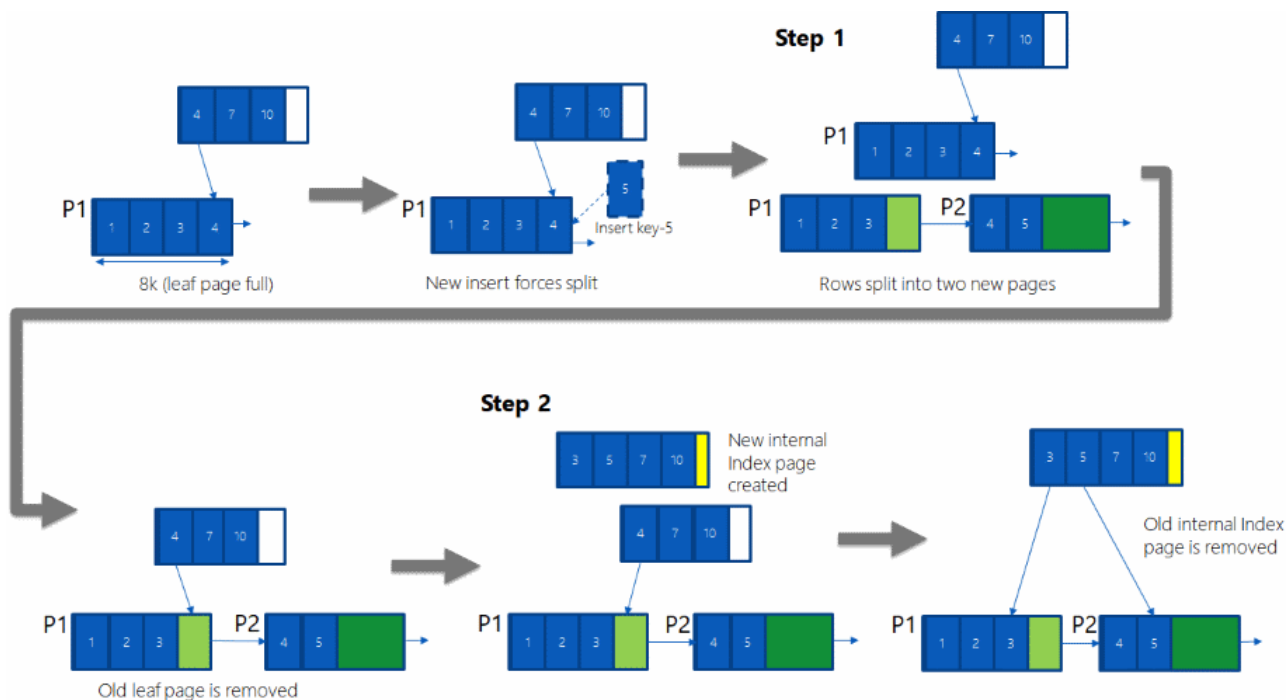 Step 1
4 7 10
4 7 10
4 7 10
P1
1 2 3 4
8k (leaf page full)
P1
1 2 3 4
5
Insert key-5
New insert forces split
P1
1 2 3 4
P1
1 2 3
P2
4 5
Rows split into two new pages
Step 2
4 7 10
P1
1 2 3
P2
4 5
Old leaf page is removed
3 5 7 10
New internal
Index page
created
4 7 10
P1
1 2 3
P2
4 5
3 5 7 10
Old internal Index
page is removed
P1
1 2 3
P2
4 5